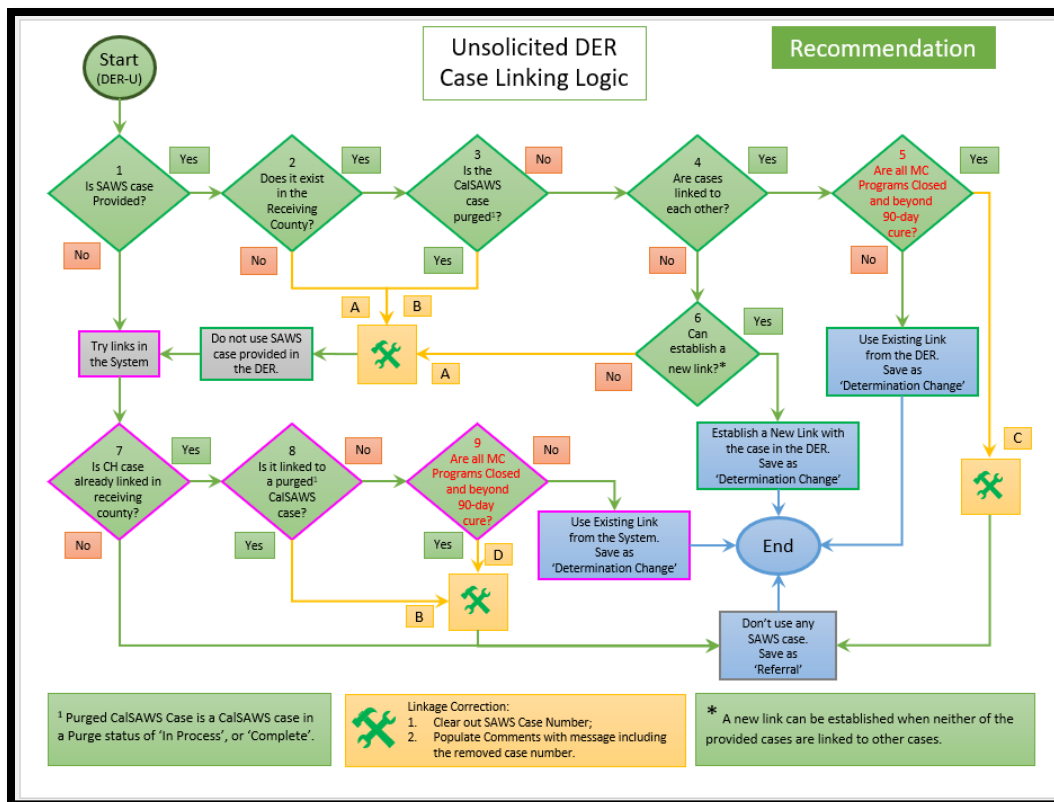 Start
(DER-U)
Unsolicited DER
Case Linking Logic
Recommendation
1
Is SAWS case
Provided?
Yes
No
2
Does it exist
in the
Receiving
County?
Yes
No
3
Is the
CalSAWS
case
purged¹?
No
Yes
4
Are cases
linked to
each other?
Yes
No
5
Are all MC
Programs Closed
and beyond
90-day
cure?
Yes
No
A
B
Try links in
the System
Do not use SAWS
case provided in
the DER.
A
6
Can
establish a
new link?*
Yes
No
Use Existing Link
from the DER.
Save as
‘Determination Change’
Establish a New Link with
the case in the DER.
Save as
‘Determination Change’
C
7
Is CH case
already linked in
receiving
county?
Yes
No
8
Is it linked to
a purged¹
CalSAWS
case?
No
Yes
9
Are all MC
Programs Closed
and beyond
90-day
cure?
No
Yes
D
B
Use Existing Link
from the System.
Save as
‘Determination Change’
End
Don’t use any
SAWS case.
Save as
‘Referral’
¹ Purged CalSAWS Case is a CalSAWS case in
a Purge status of ‘In Process’, or ‘Complete’.
Linkage Correction:
1. Clear out SAWS Case Number;
2. Populate Comments with message including
the removed case number.
* A new link can be established when neither of the
provided cases are linked to other cases.